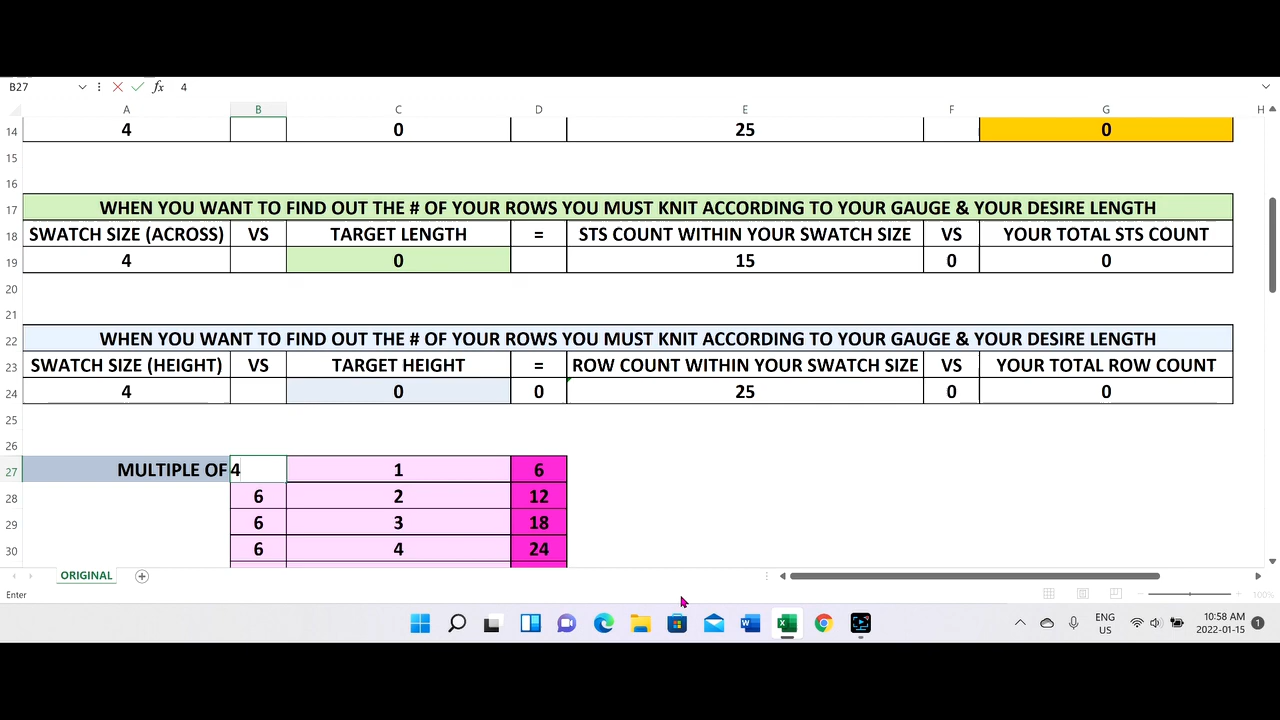 B27 fx 4
A B C D E F G H
14 4 0 25 0
15
16
17 WHEN YOU WANT TO FIND OUT THE # OF YOUR ROWS YOU MUST KNIT ACCORDING TO YOUR GAUGE & YOUR DESIRE LENGTH
18 SWATCH SIZE (ACROSS) VS TARGET LENGTH = STS COUNT WITHIN YOUR SWATCH SIZE VS YOUR TOTAL STS COUNT
19 4 0 15 0 0
20
21
22 WHEN YOU WANT TO FIND OUT THE # OF YOUR ROWS YOU MUST KNIT ACCORDING TO YOUR GAUGE & YOUR DESIRE LENGTH
23 SWATCH SIZE (HEIGHT) VS TARGET HEIGHT = ROW COUNT WITHIN YOUR SWATCH SIZE VS YOUR TOTAL ROW COUNT
24 4 0 0 25 0 0
25
26
27 MULTIPLE OF 4 1 6
28 6 2 12
29 6 3 18
30 6 4 24
ORIGINAL
Enter 100%
ENG 10:58 AM
US 2022-01-15 1